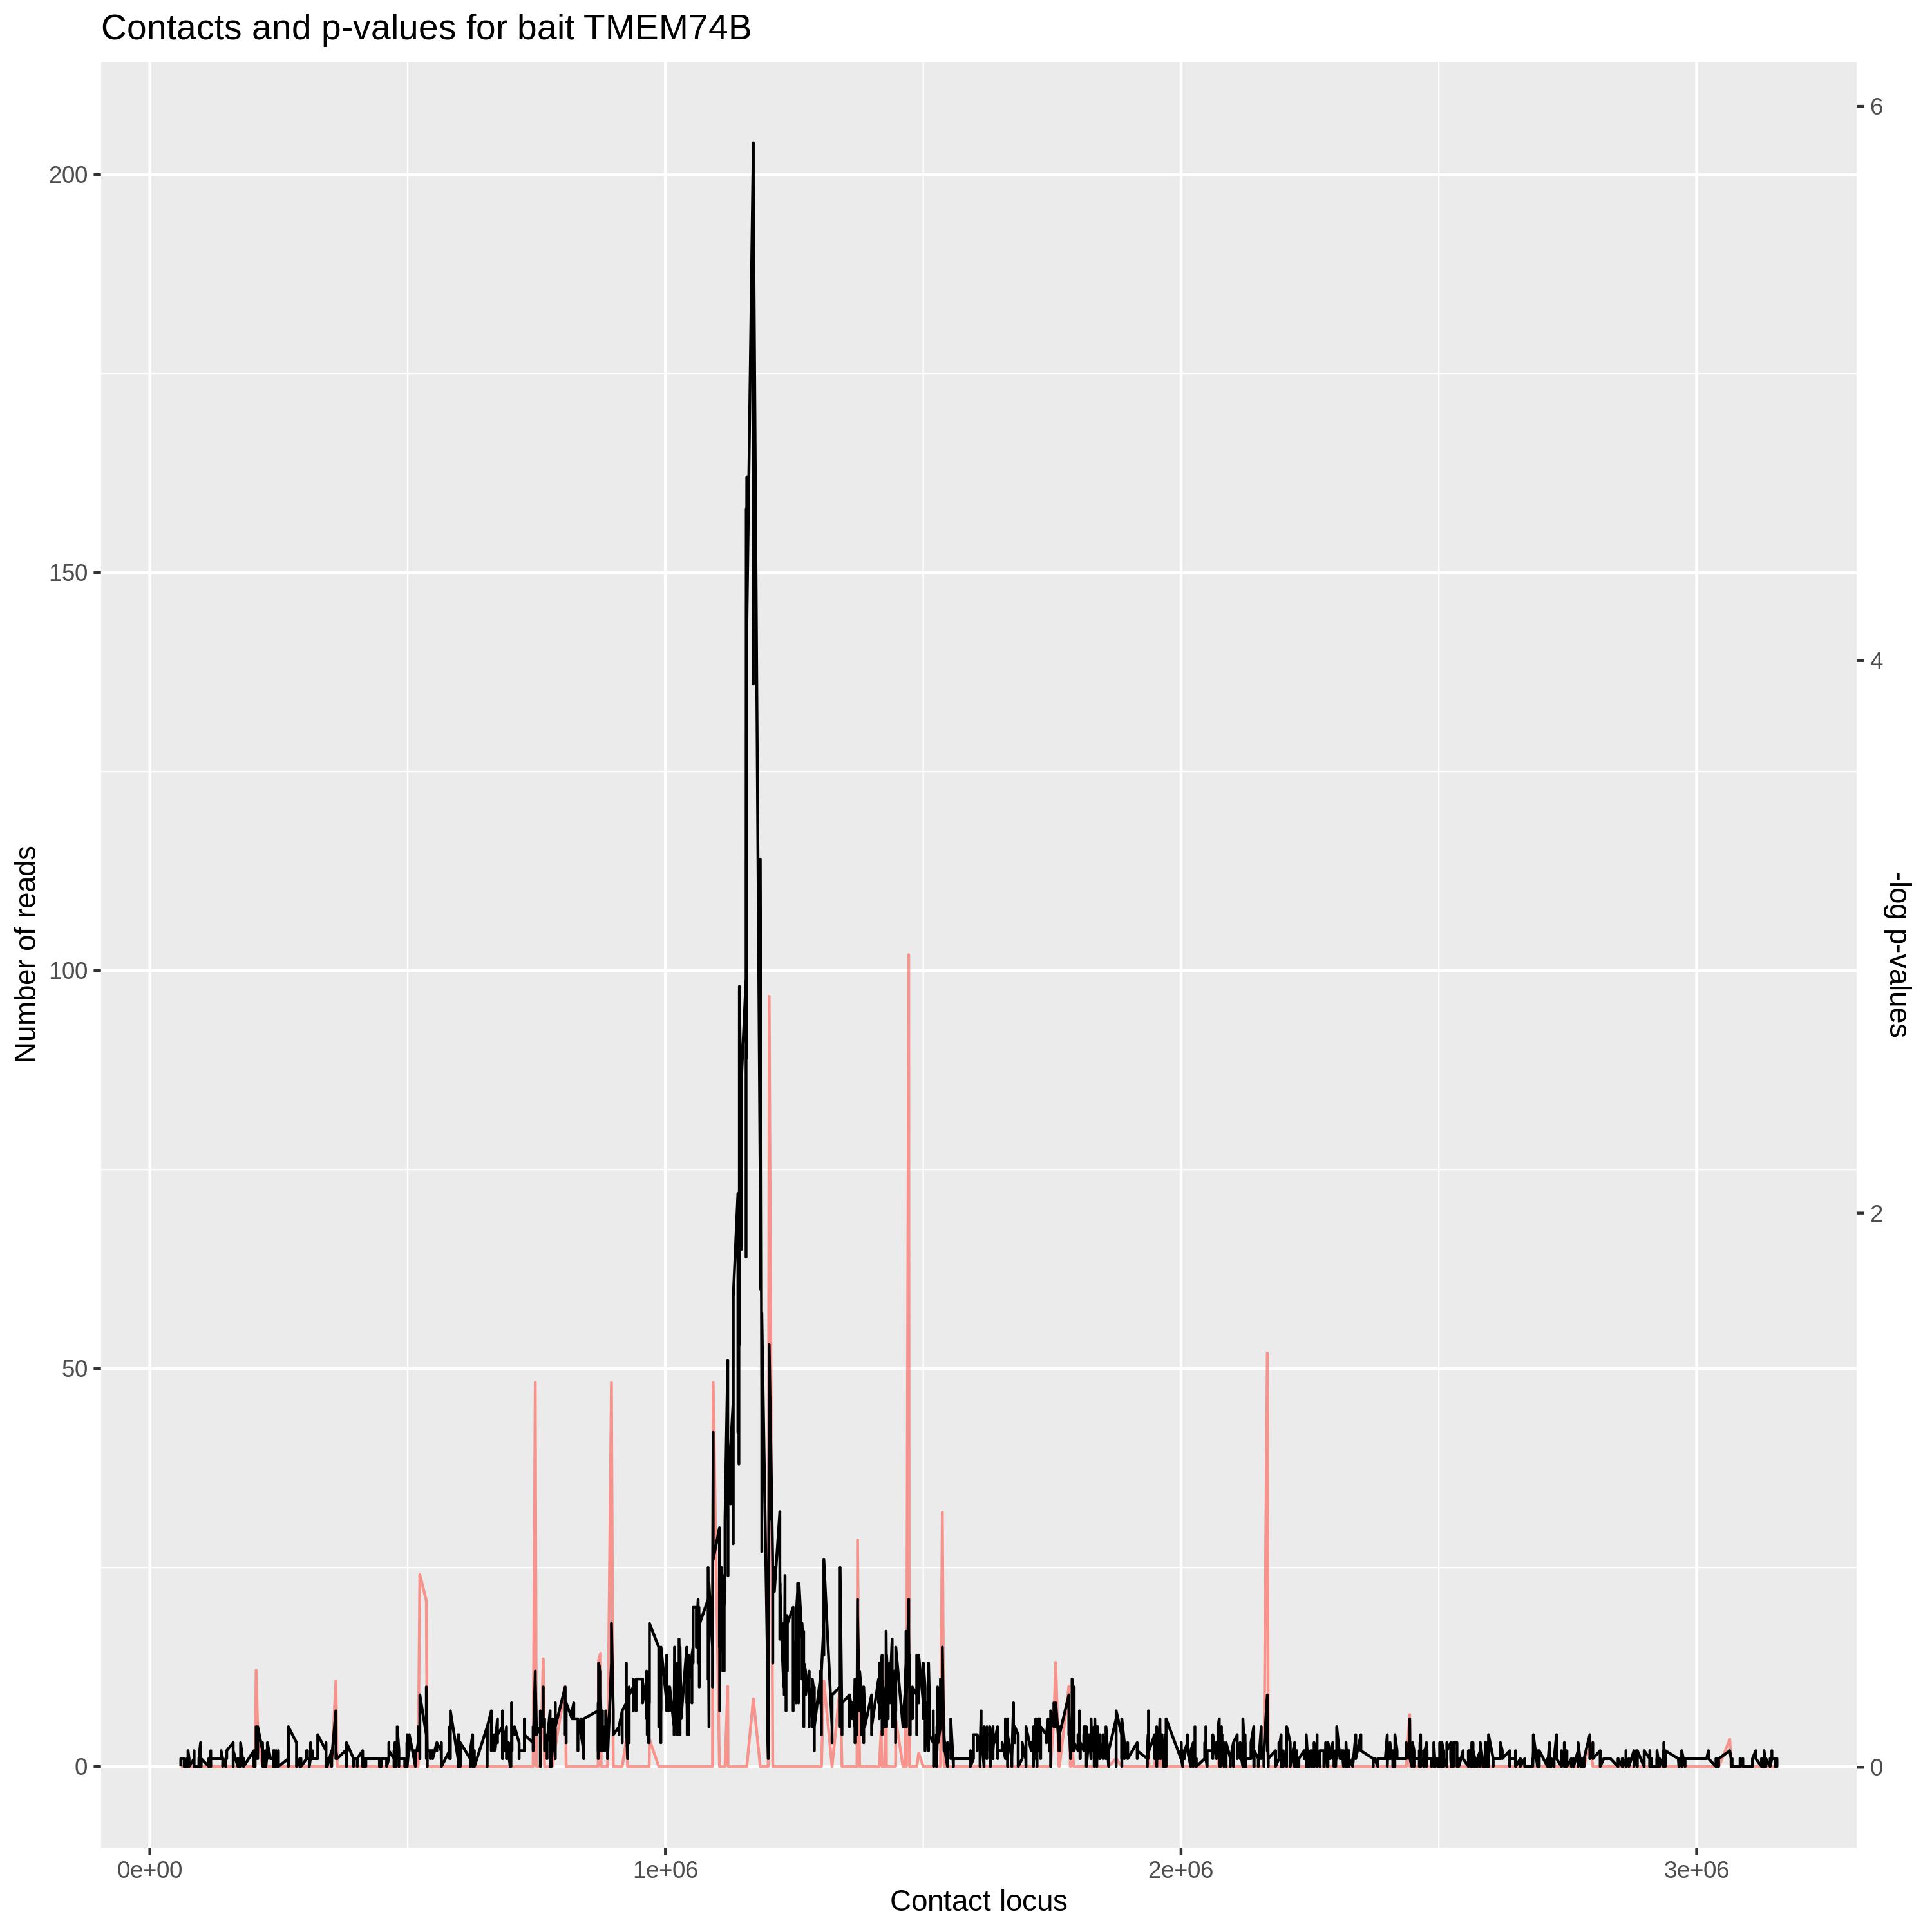 Contacts and p-values for bait TMEM74B
Number of reads
200
150
100
50
0
6
4
2
0
-log p-values
0e+00
1e+06
2e+06
3e+06
Contact locus